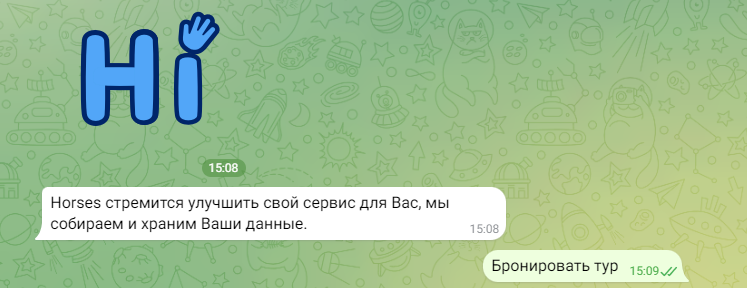 Hi
15:08
Horses стремится улучшить свой сервис для Вас, мы
собираем и храним Ваши данные.
15:08
Бронировать тур 15:09